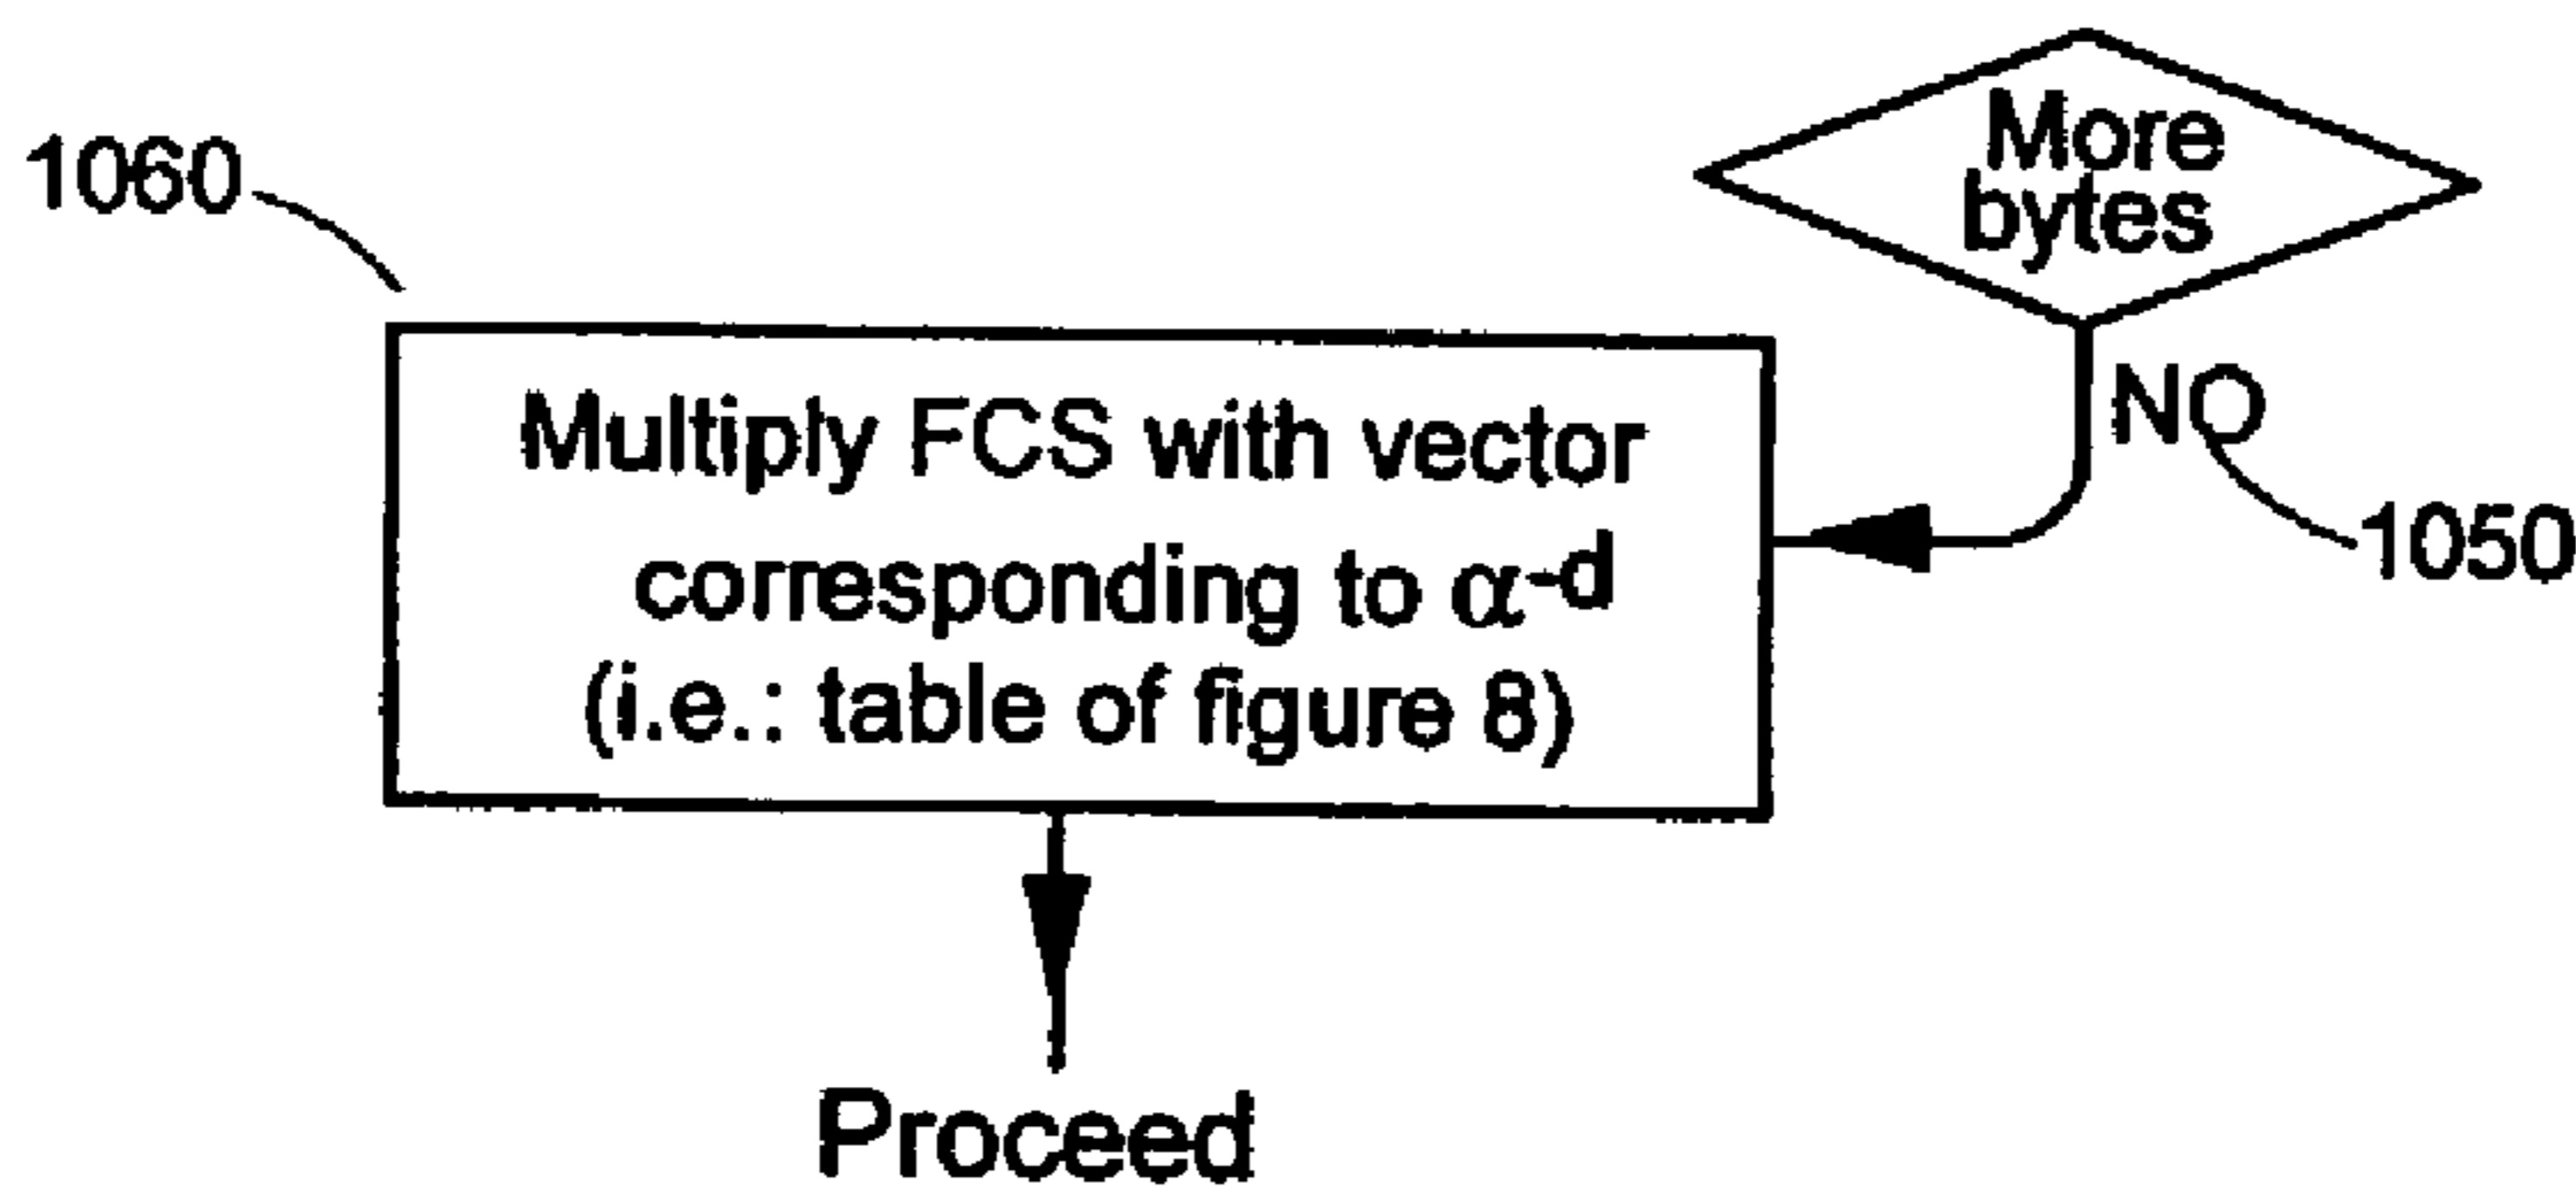 More
bytes
1060
NO
Multiply FCS with vector
corresponding to α-d
(i.e.: table of figure 8)
1050
Proceed